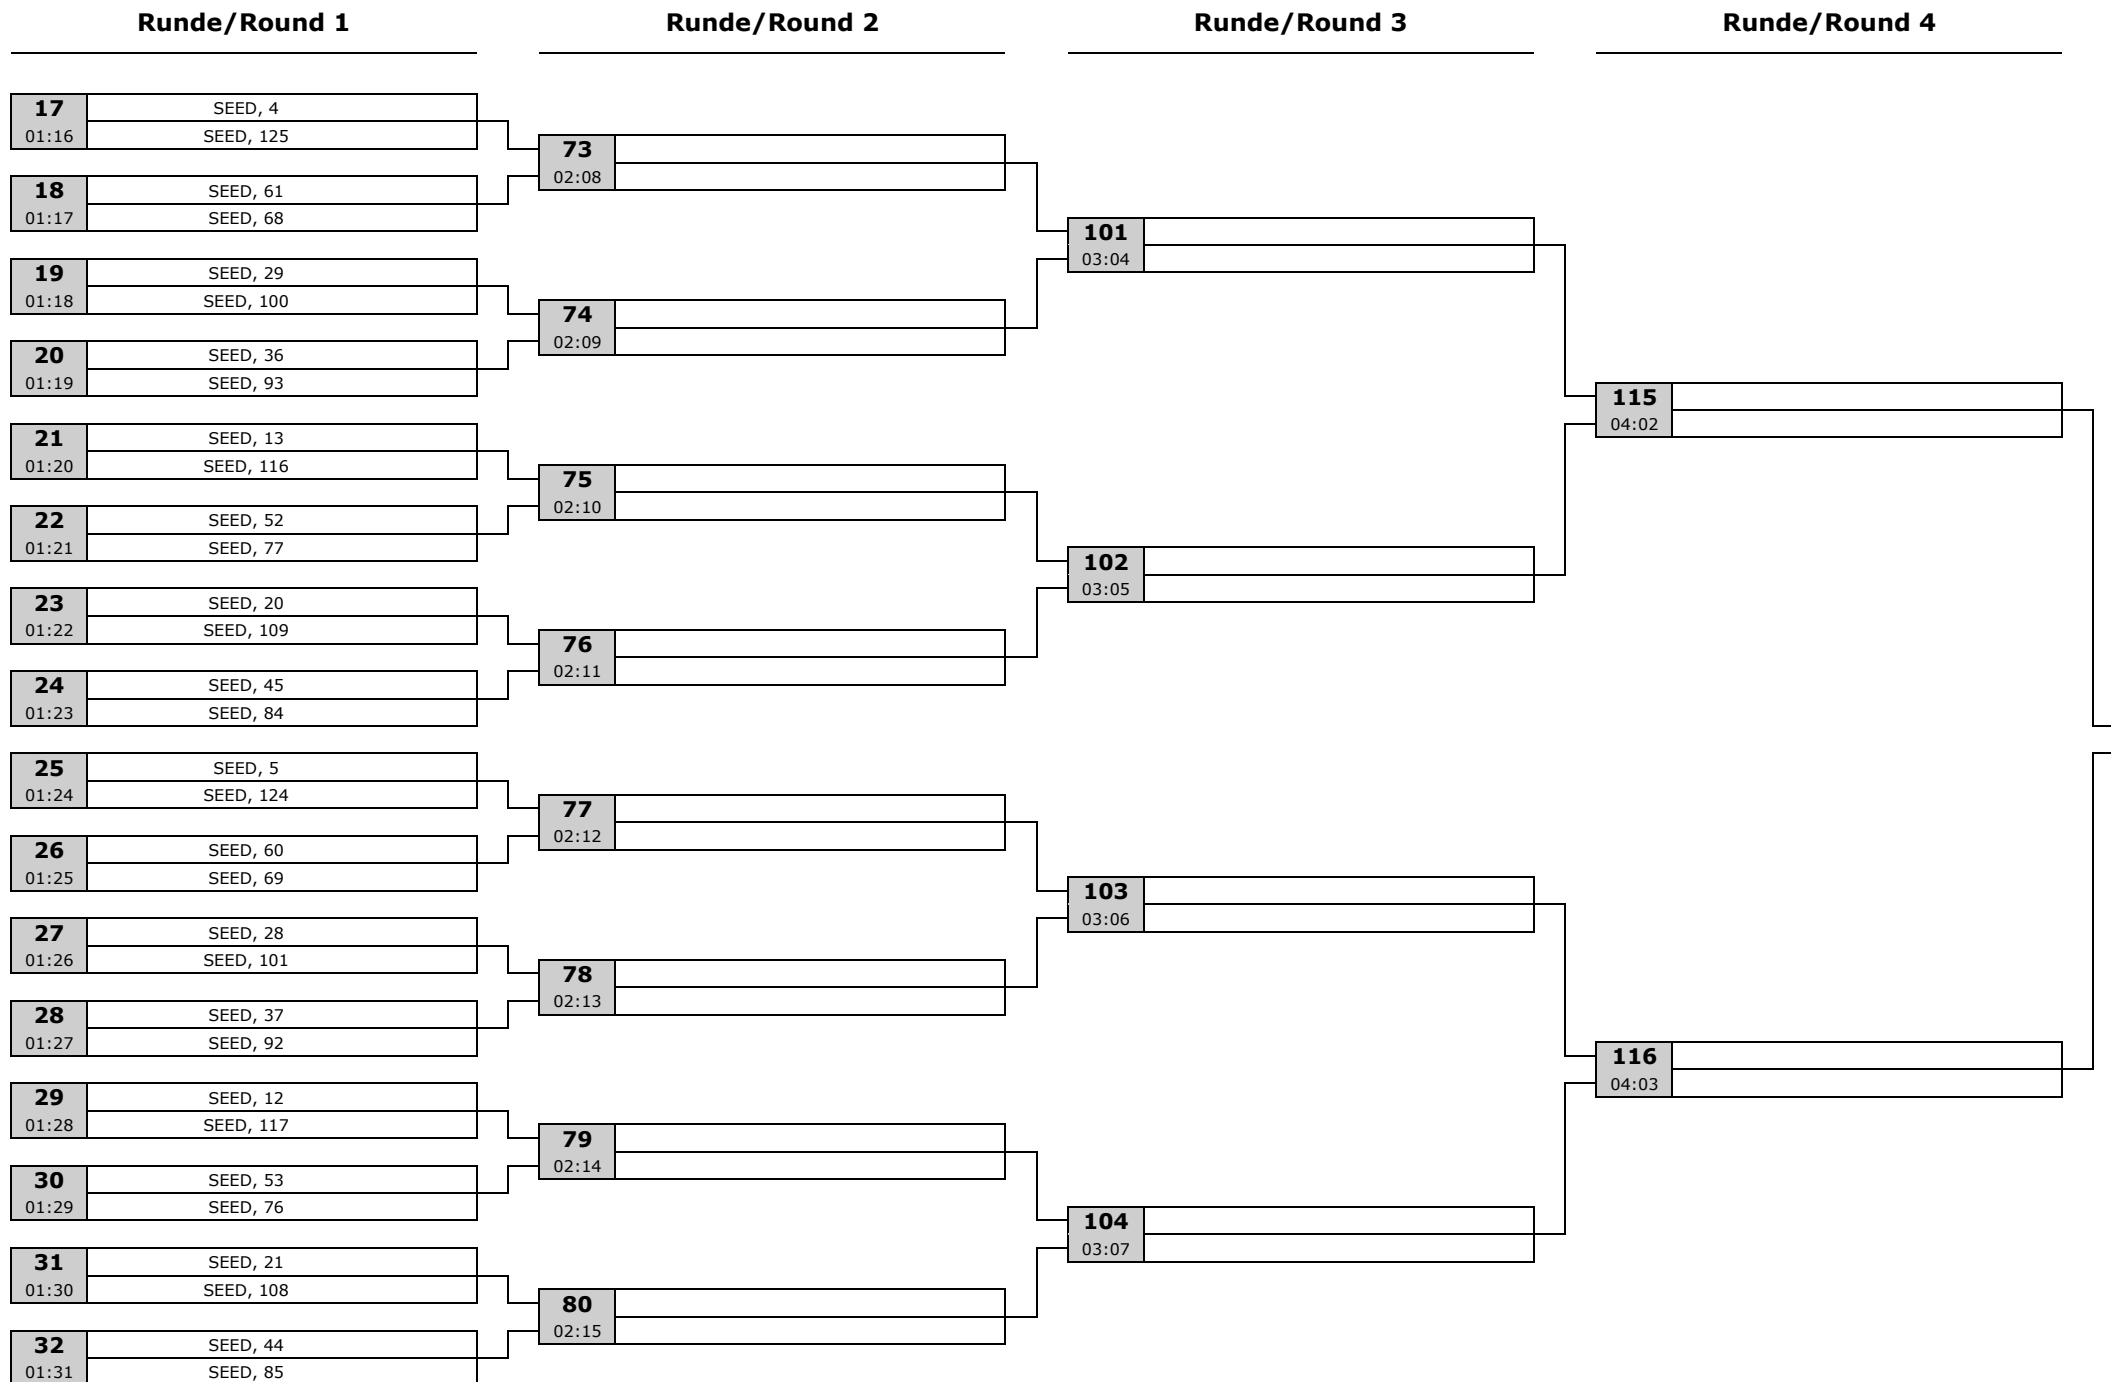 Runde/Round 1
Runde/Round 2
Runde/Round 3
Runde/Round 4
17 SEED, 4
01:16 SEED, 125
18 SEED, 61
01:17 SEED, 68
19 SEED, 29
01:18 SEED, 100
20 SEED, 36
01:19 SEED, 93
21 SEED, 13
01:20 SEED, 116
22 SEED, 52
01:21 SEED, 77
23 SEED, 20
01:22 SEED, 109
24 SEED, 45
01:23 SEED, 84
25 SEED, 5
01:24 SEED, 124
26 SEED, 60
01:25 SEED, 69
27 SEED, 28
01:26 SEED, 101
28 SEED, 37
01:27 SEED, 92
29 SEED, 12
01:28 SEED, 117
30 SEED, 53
01:29 SEED, 76
31 SEED, 21
01:30 SEED, 108
32 SEED, 44
01:31 SEED, 85
73
02:08
74
02:09
75
02:10
76
02:11
77
02:12
78
02:13
79
02:14
80
02:15
101
03:04
102
03:05
103
03:06
104
03:07
115
04:02
116
04:03